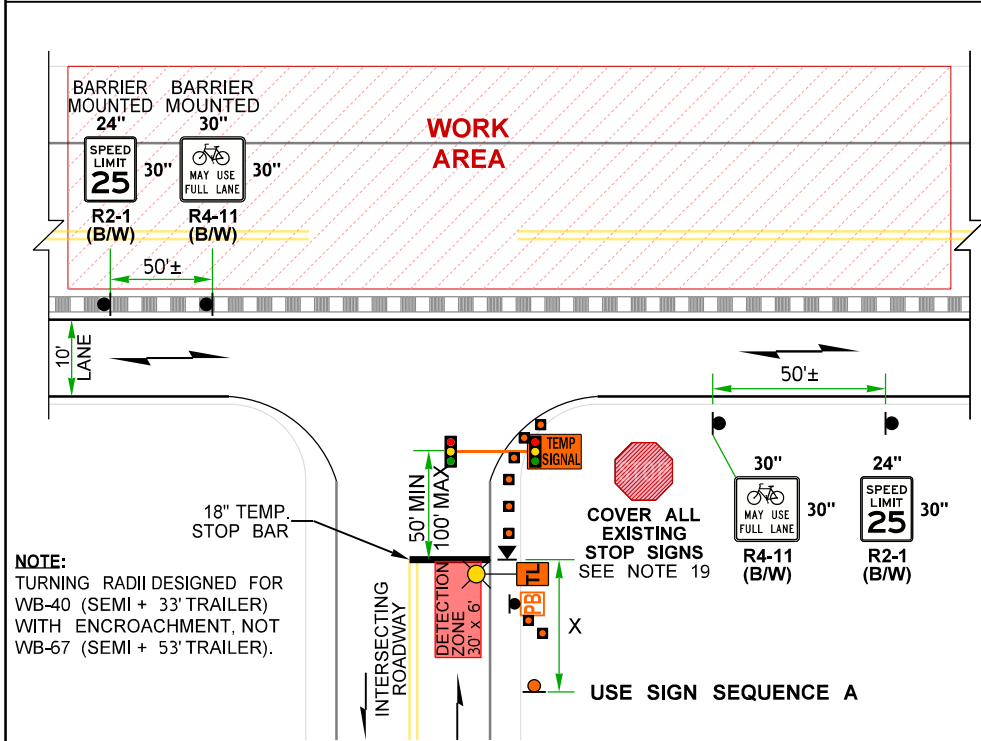 BARRIER
MOUNTED
24"
SPEED
LIMIT
25
30"
R2-1
(B/W)
BARRIER
MOUNTED
30"
MAY USE
FULL LANE
30"
R4-11
(B/W)
WORK
AREA
50'±
10'
LANE
50'±
TEMP
SIGNAL
50' MIN
100' MAX
STOP
COVER ALL
EXISTING
STOP SIGNS
SEE NOTE 19
30"
MAY USE
FULL LANE
30"
R4-11
(B/W)
24"
SPEED
LIMIT
25
30"
R2-1
(B/W)
18" TEMP.
STOP BAR
NOTE:
TURNING RADII DESIGNED FOR
WB-40 (SEMI + 33' TRAILER)
WITH ENCROACHMENT, NOT
WB-67 (SEMI + 53' TRAILER).
INTERSECTING
ROADWAY
DETECTION
ZONE
30' x 6'
TL
PB
X
USE SIGN SEQUENCE A